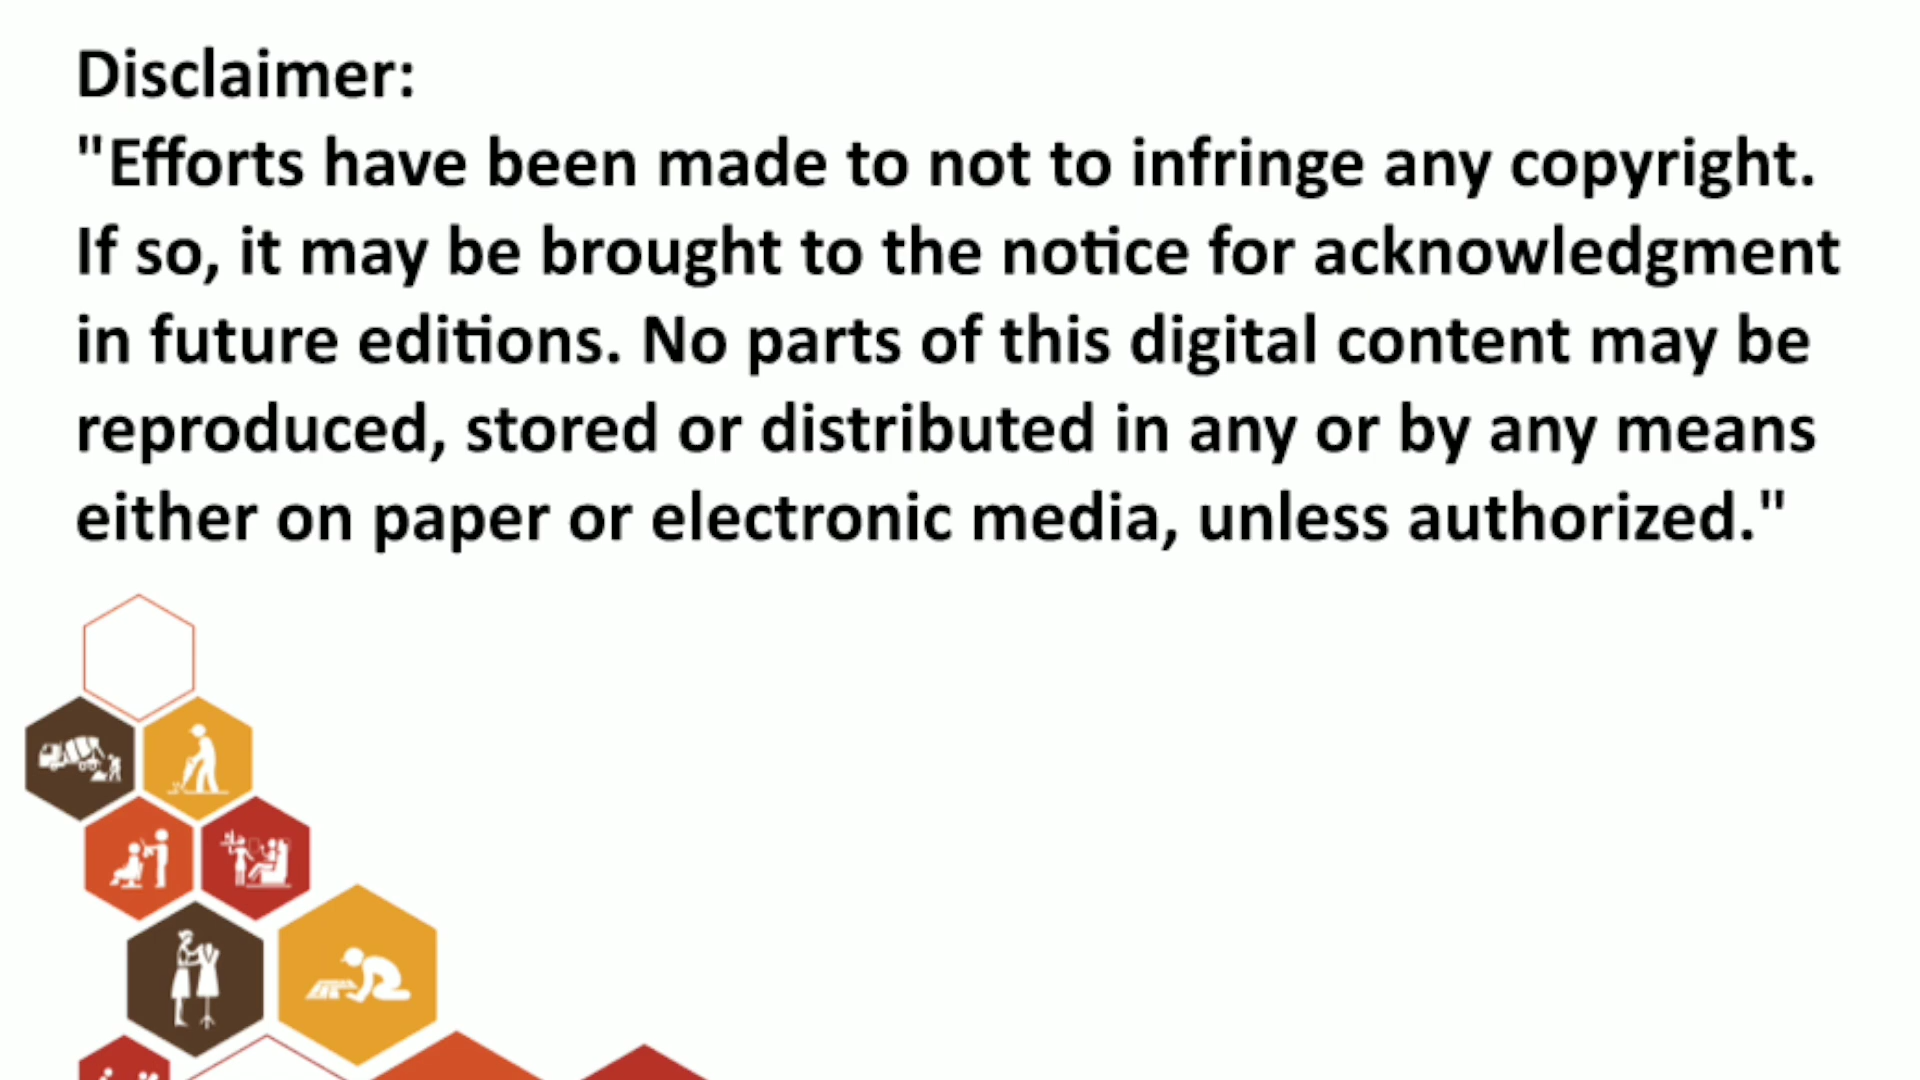 Disclaimer:
"Efforts have been made to not to infringe any copyright.
If so, it may be brought to the notice for acknowledgment
in future editions. No parts of this digital content may be
reproduced, stored or distributed in any or by any means
either on paper or electronic media, unless authorized."